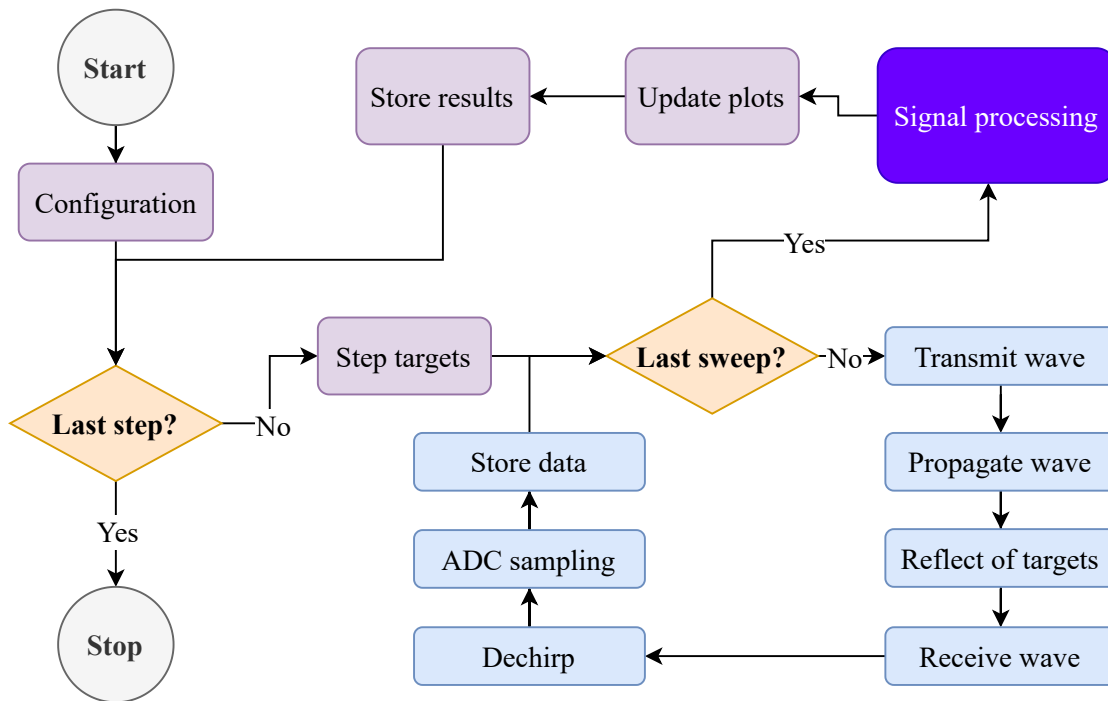 Start
Store results
Update plots
Signal processing
Configuration
Yes
Step targets
Last sweep?
No
Transmit wave
Last step?
No
Store data
Propagate wave
Yes
ADC sampling
Reflect of targets
Stop
Dechirp
Receive wave